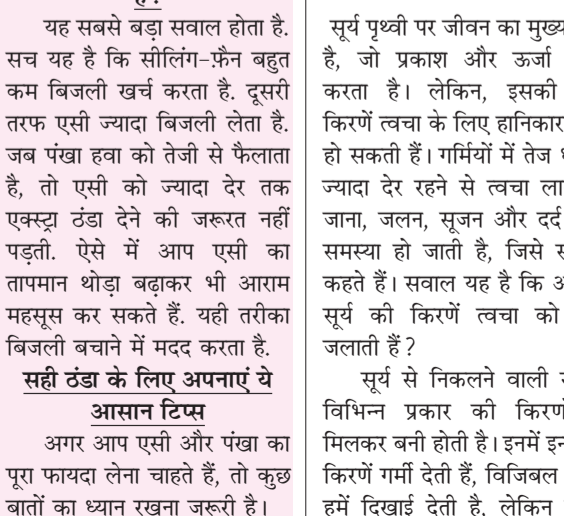 है?
यह सबसे बड़ा सवाल होता है.
सच यह है कि सीलिंग-फ़ैन बहुत
कम बिजली खर्च करता है. दूसरी
तरफ एसी ज्यादा बिजली लेता है.
जब पंखा हवा को तेजी से फैलाता
है, तो एसी को ज्यादा देर तक
एक्स्ट्रा ठंडा देने की जरूरत नहीं
पड़ती. ऐसे में आप एसी का
तापमान थोड़ा बढ़ाकर भी आराम
महसूस कर सकते हैं. यही तरीका
बिजली बचाने में मदद करता है.
सही ठंडा के लिए अपनाएं ये
आसान टिप्स
अगर आप एसी और पंखा का
पूरा फायदा लेना चाहते हैं, तो कुछ
बातों का ध्यान रखना जरूरी है।
सूर्य पृथ्वी पर जीवन का मुख्य
है, जो प्रकाश और ऊर्जा
करता है। लेकिन, इसकी
किरणें त्वचा के लिए हानिकार
हो सकती हैं। गर्मियों में तेज
ज्यादा देर रहने से त्वचा ला
जाना, जलन, सूजन और दर्द
समस्या हो जाती है, जिसे
कहते हैं। सवाल यह है कि
सूर्य की किरणें त्वचा को
जलाती हैं?
सूर्य से निकलने वाली
विभिन्न प्रकार की किरणे
मिलकर बनी होती है। इनमें इन
किरणें गर्मी देती हैं, विजिबल
हमें दिखाई देती है, लेकिन